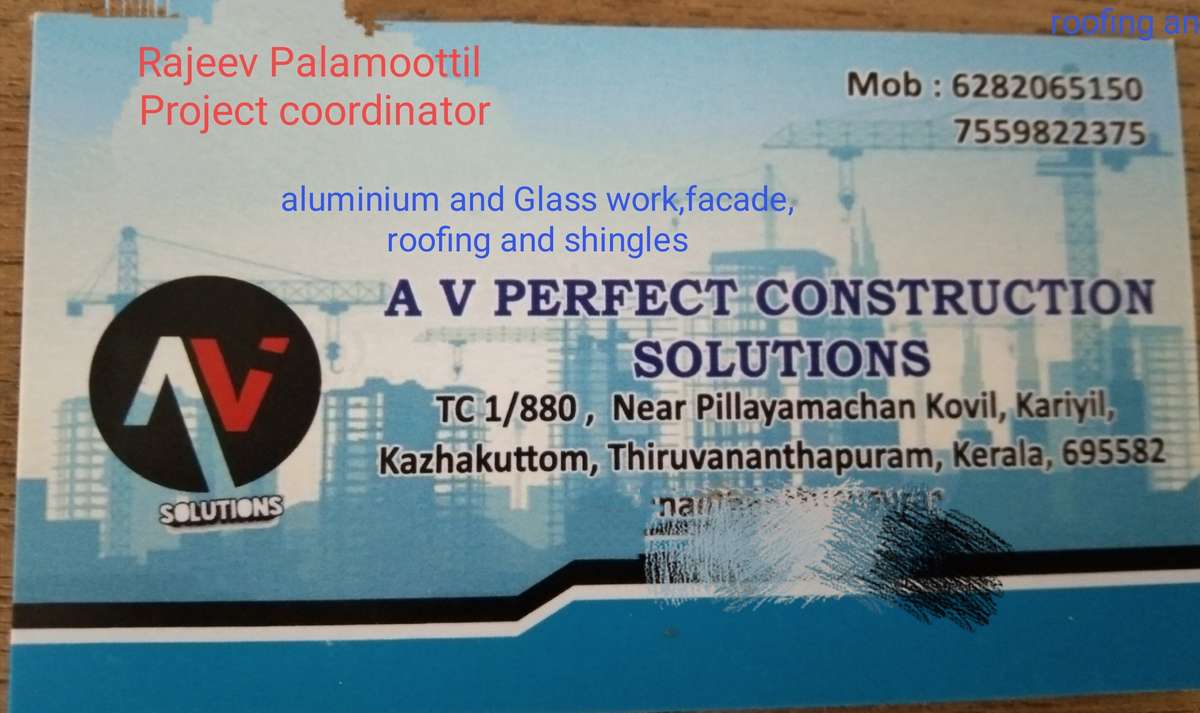 roofing an
Rajeev Palamoottil
Project coordinator
Mob : 6282065150
7559822375
aluminium and Glass work,facade,
roofing and shingles
A V PERFECT CONSTRUCTION
SOLUTIONS
TC 1/880 , Near Pillayamachan Kovil, Kariyil,
Kazhakuttom, Thiruvananthapuram, Kerala, 695582
AV
SOLUTIONS